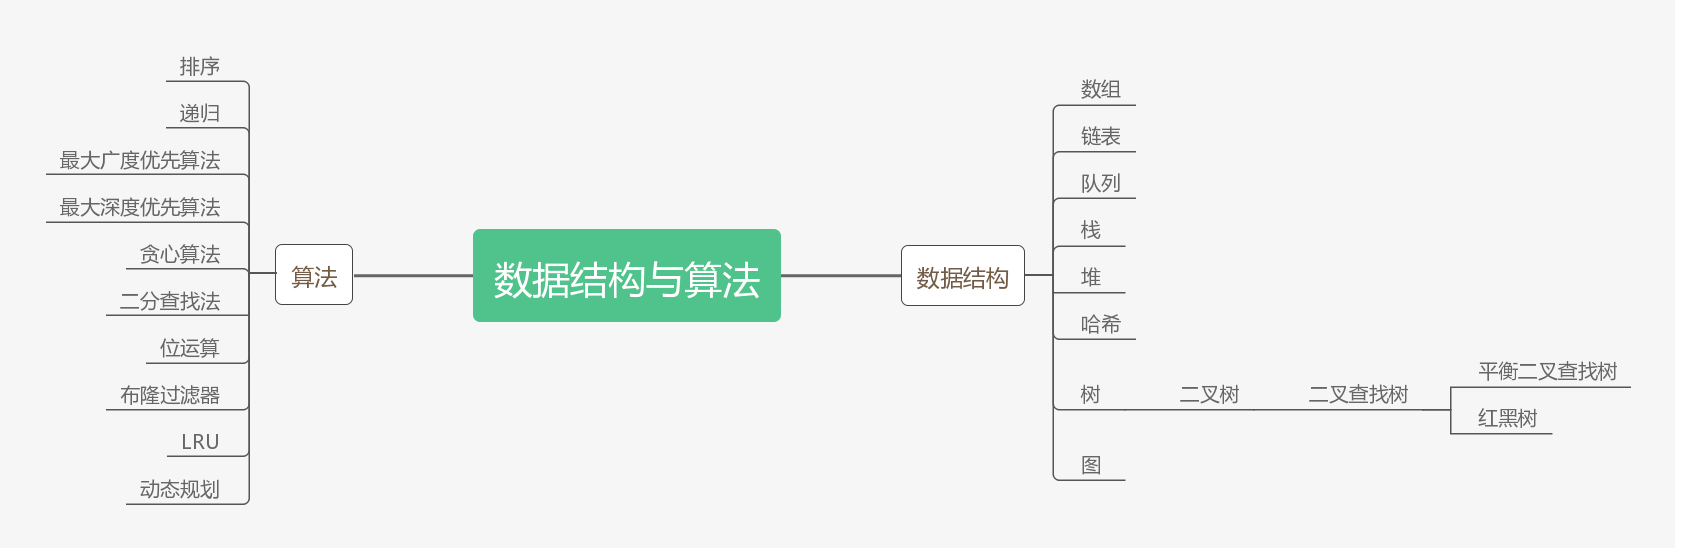 数据结构与算法
算法
排序
递归
最大广度优先算法
最大深度优先算法
贪心算法
二分查找法
位运算
布隆过滤器
LRU
动态规划
数据结构
数组
链表
队列
栈
堆
哈希
树
二叉树
二叉查找树
平衡二叉查找树
红黑树
图